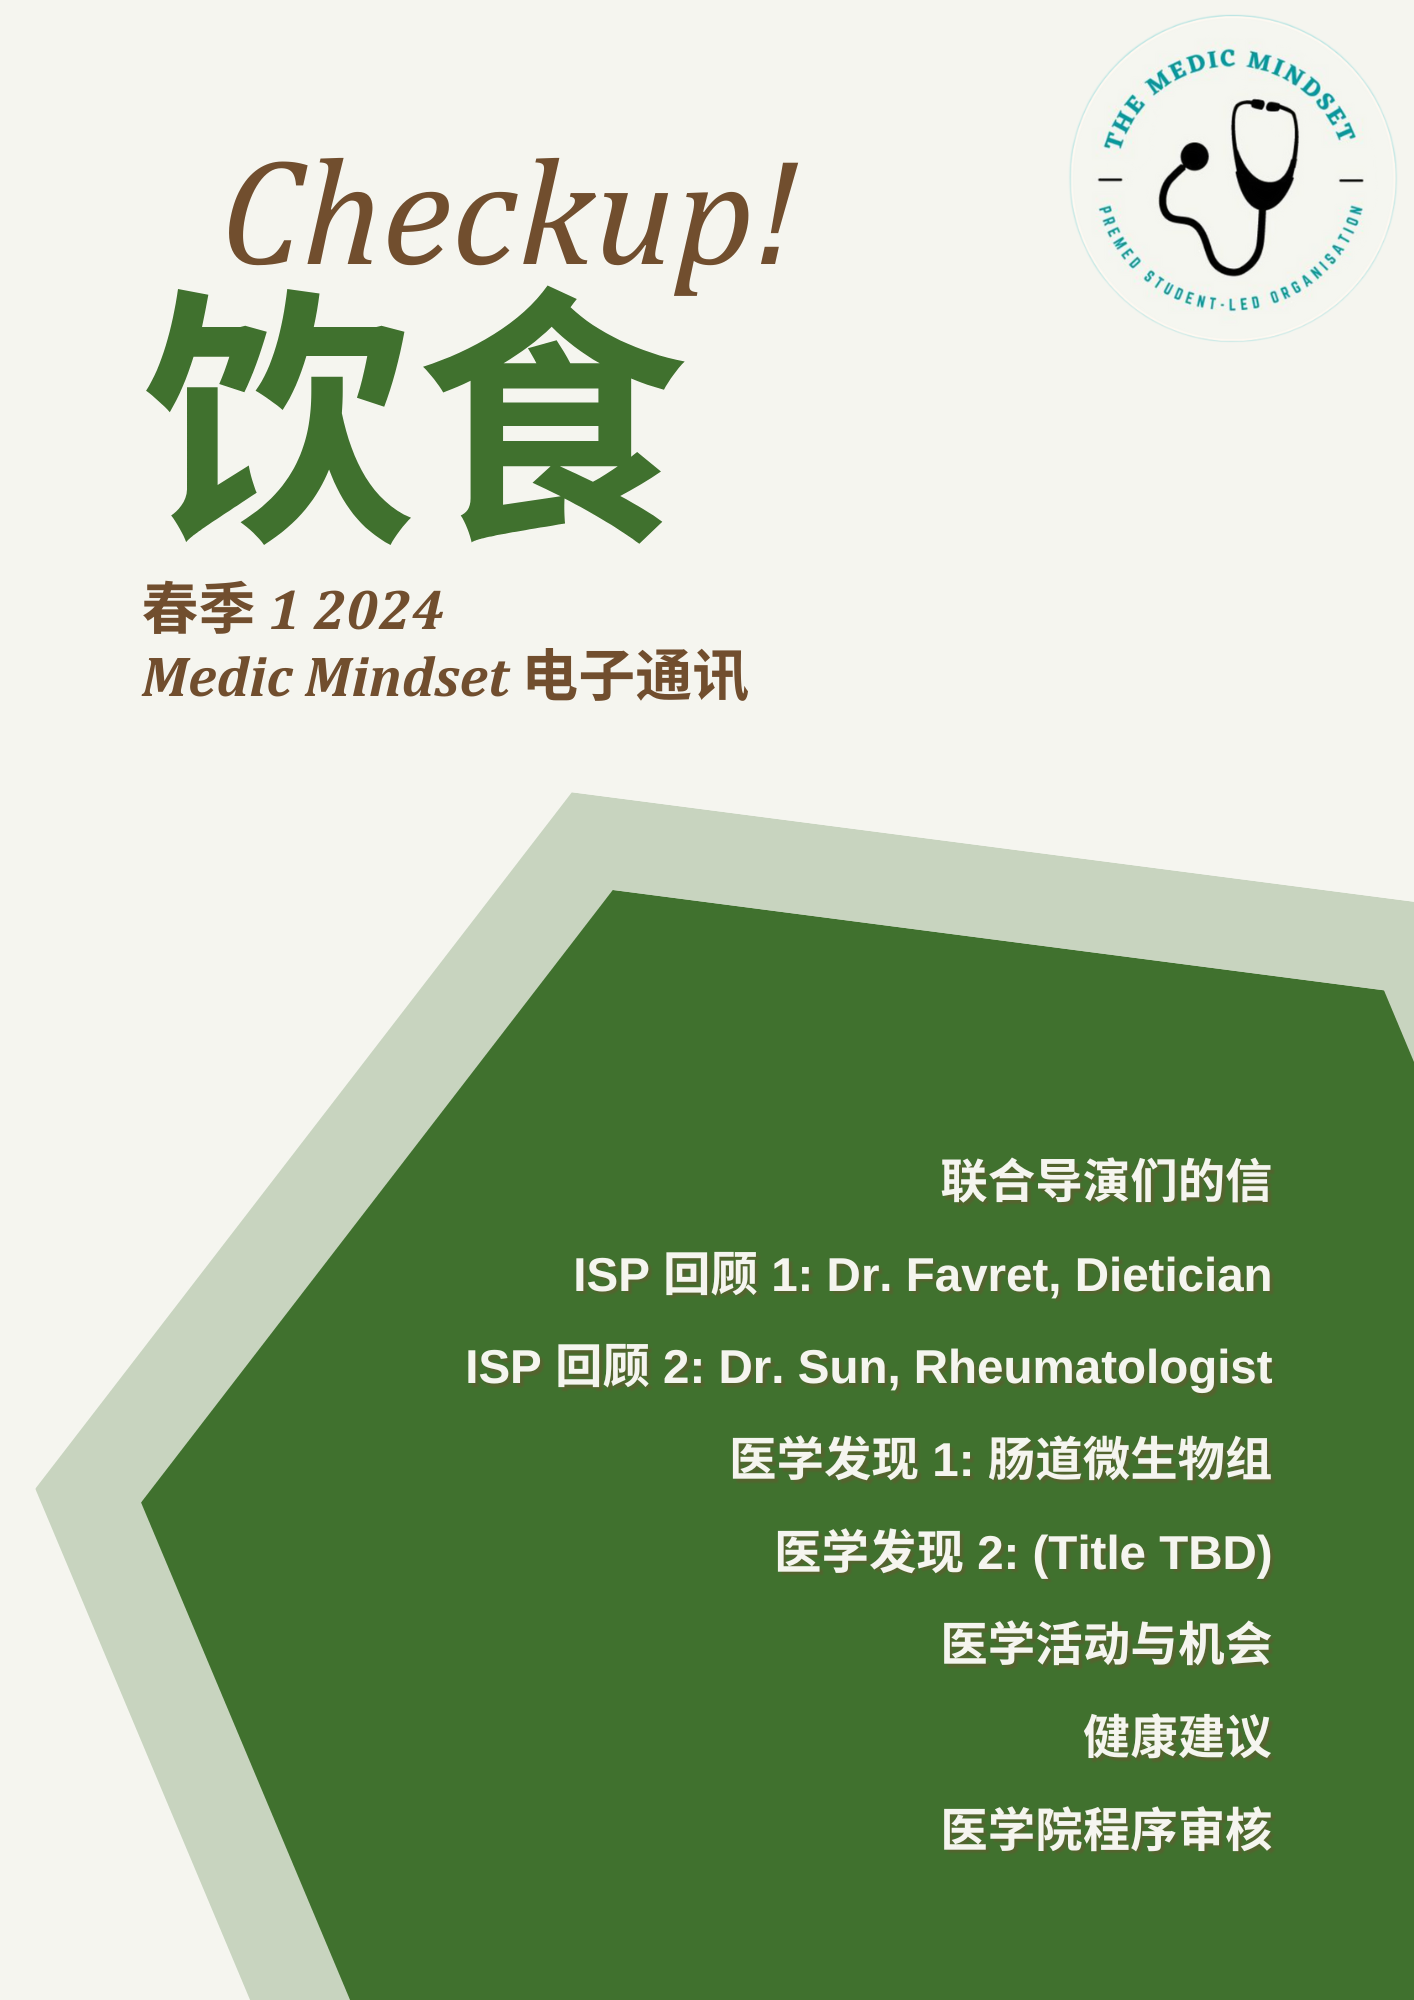 THE MEDIC MINDSET
PREMED STUDENT-LED ORGANISATION
Checkup!
饮食
春季 1 2024
Medic Mindset 电子通讯
联合导演们的信
ISP 回顾 1: Dr. Favret, Dietician
ISP 回顾 2: Dr. Sun, Rheumatologist
医学发现 1: 肠道微生物组
医学发现 2: (Title TBD)
医学活动与机会
健康建议
医学院程序审核